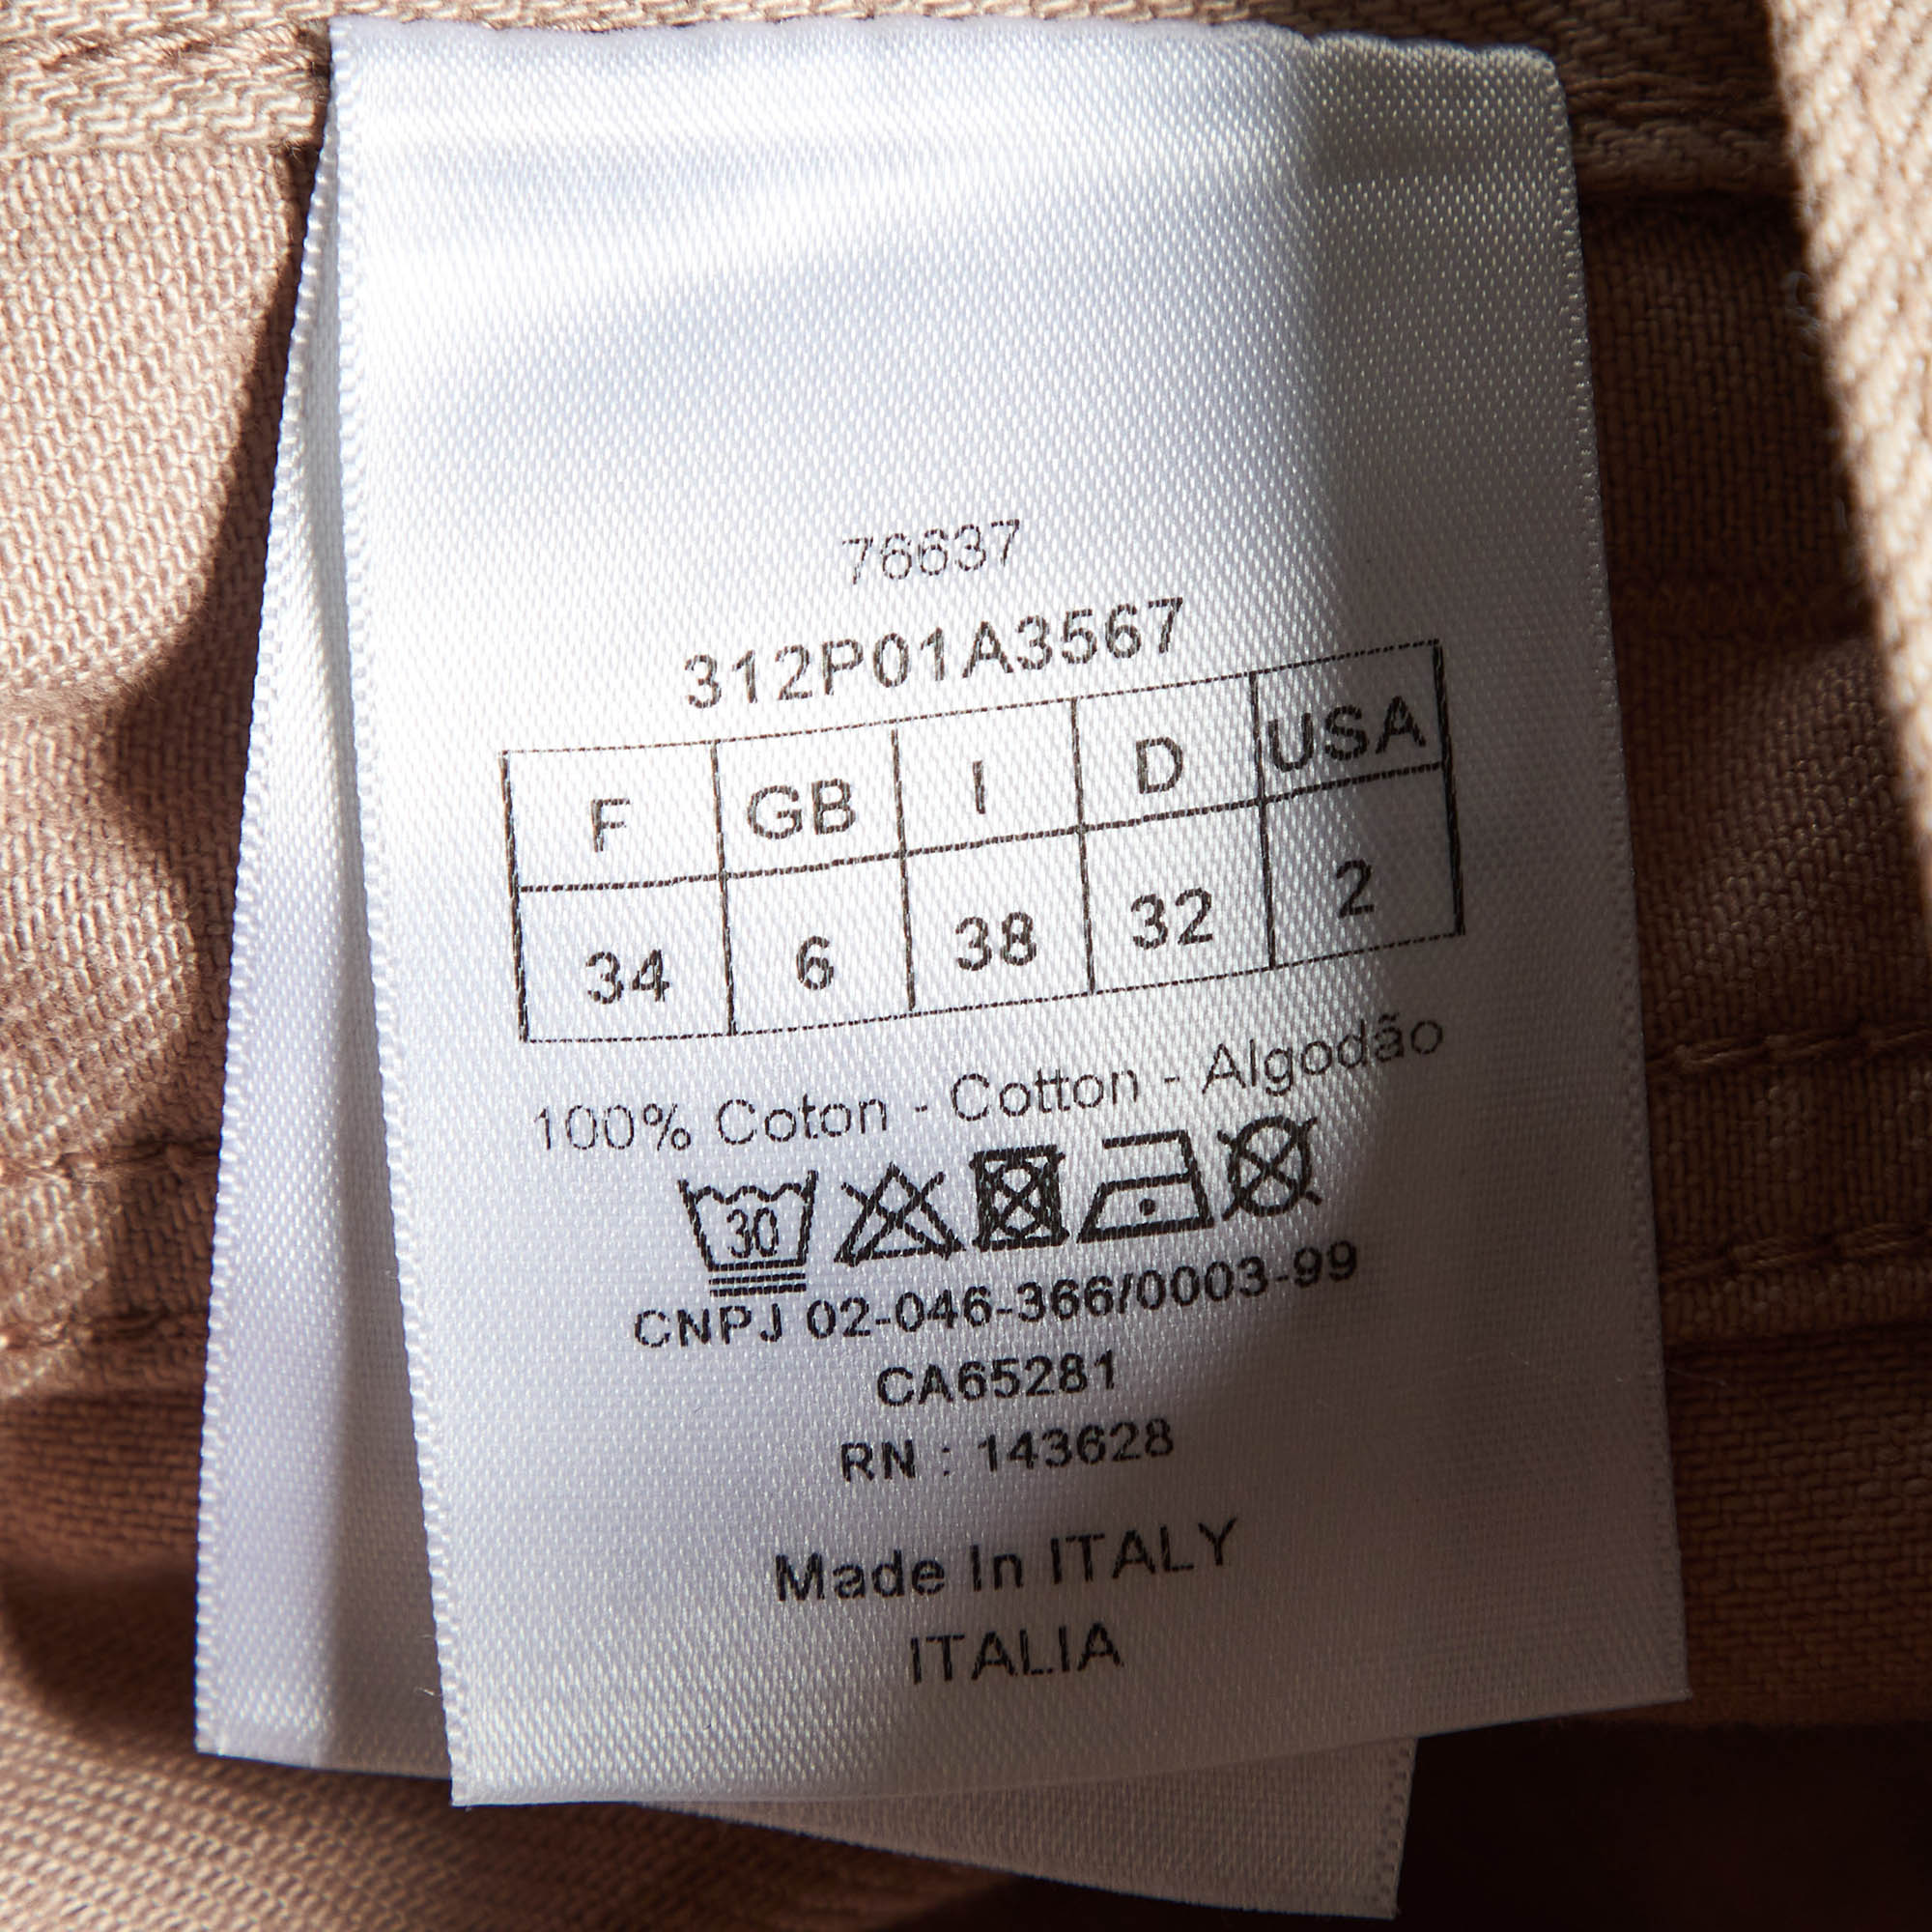 76637
312P01A3567
F GB I D USA
34 6 38 32 2
100% Coton - Cotton - Algodão
30
CNPJ 02-046-366/0003-99
CA65281
RN : 143628
Made In ITALY
ITALIA